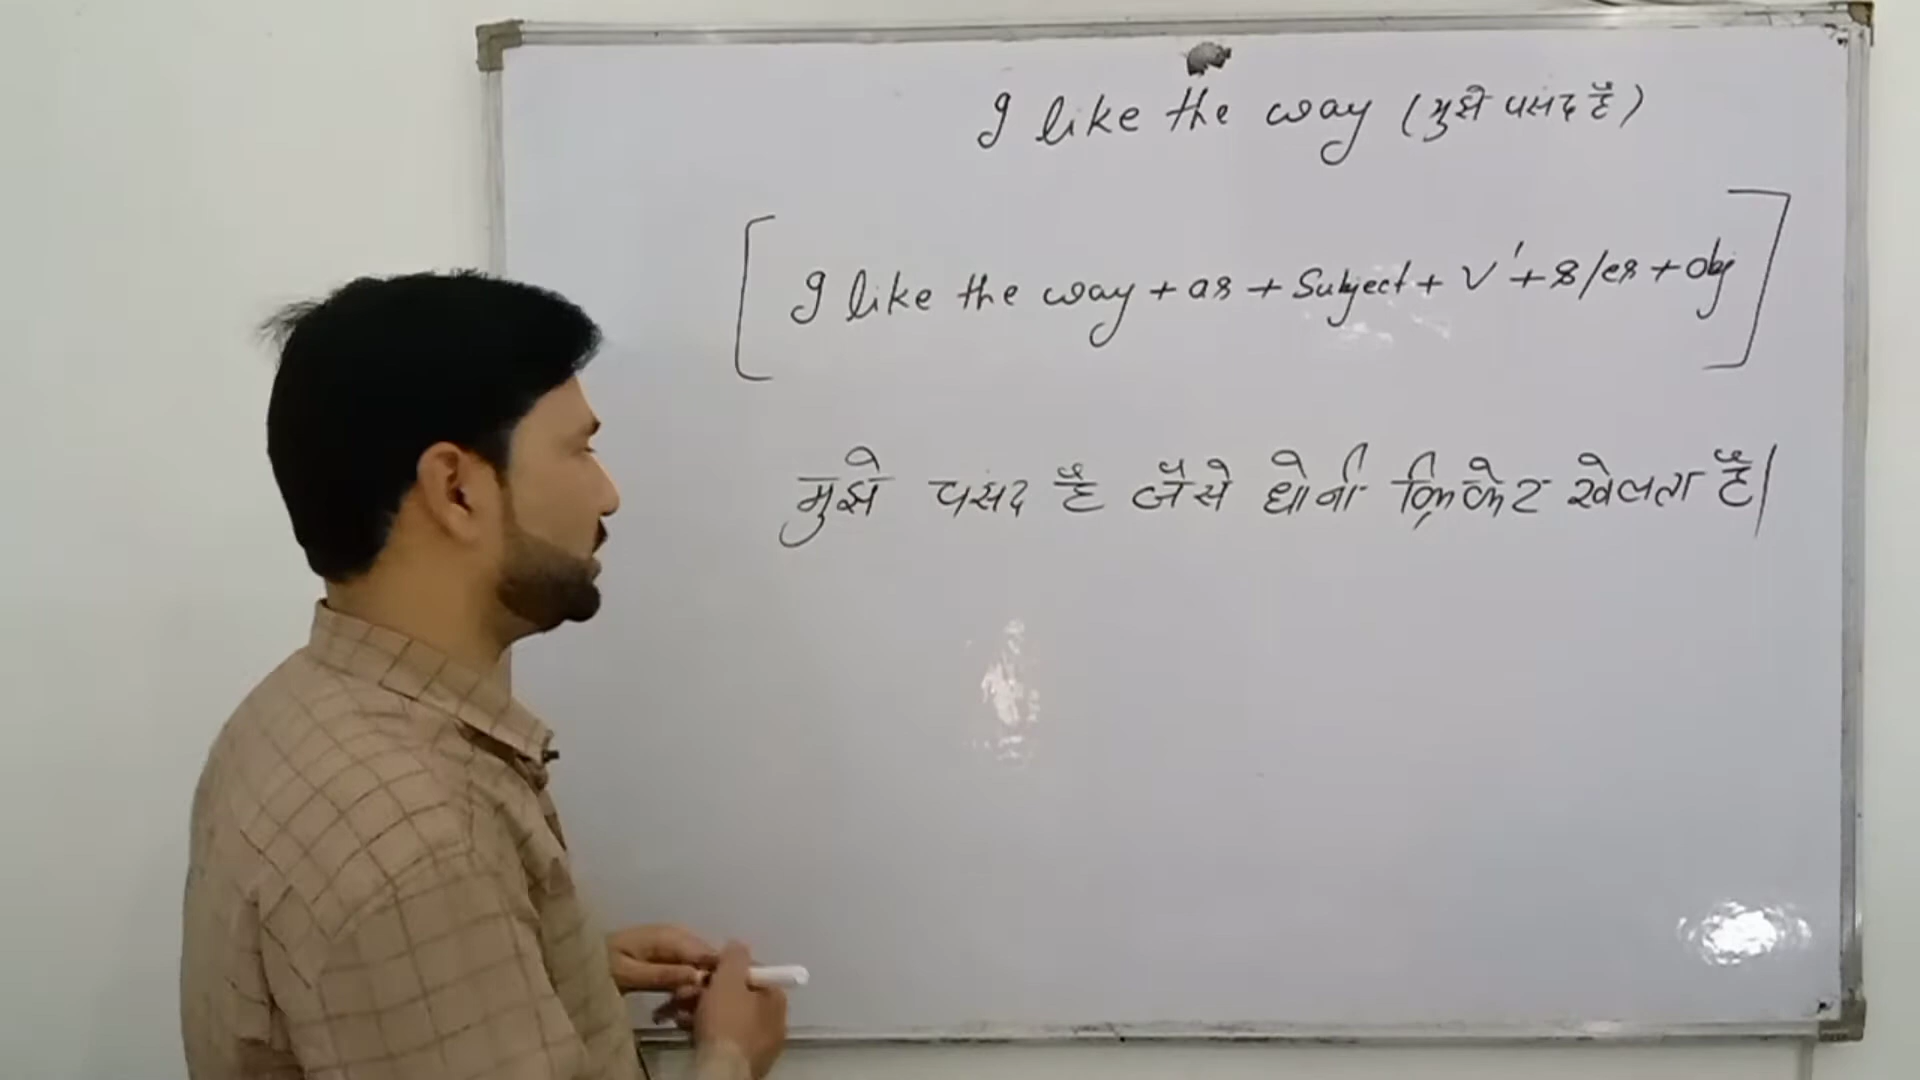 I like the way (मुझे पसंद है)
[I like the way + as + Subject + V' + s/es + obj]
मुझे पसंद है जैसे धोनी क्रिकेट खेलता है|